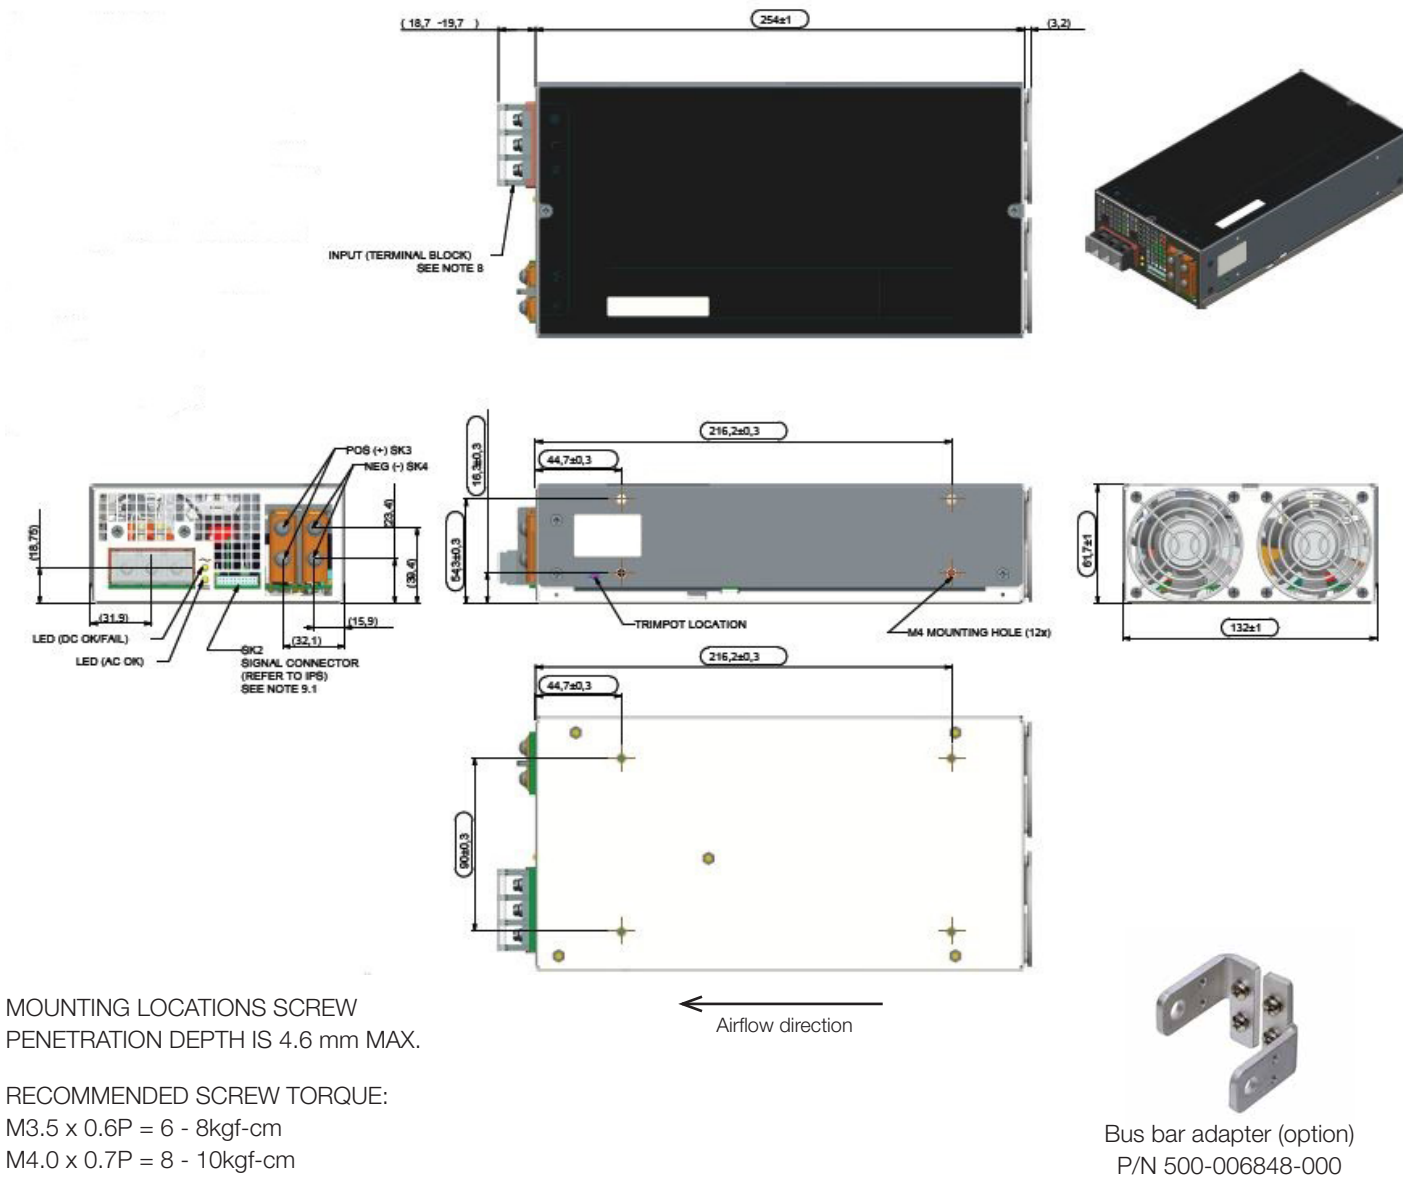 ( 18,7 -19,7 )
254±1
(3,2)
INPUT (TERMINAL BLOCK)
SEE NOTE 8
POS (+) SK3
NEG (-) SK4
(18,75)
(23,4)
(39,4)
(31,9)
(32,1)
(15,9)
LED (DC OK/FAIL)
LED (AC OK)
SK2
SIGNAL CONNECTOR
(REFER TO IPS)
SEE NOTE 9.1
216,2±0,3
44,7±0,3
16,3±0,3
54,3±0,3
TRIMPOT LOCATION
M4 MOUNTING HOLE (12x)
61,7±1
132±1
216,2±0,3
44,7±0,3
90±0,3
MOUNTING LOCATIONS SCREW
PENETRATION DEPTH IS 4.6 mm MAX.
RECOMMENDED SCREW TORQUE:
M3.5 x 0.6P = 6 - 8kgf-cm
M4.0 x 0.7P = 8 - 10kgf-cm
Airflow direction
Bus bar adapter (option)
P/N 500-006848-000